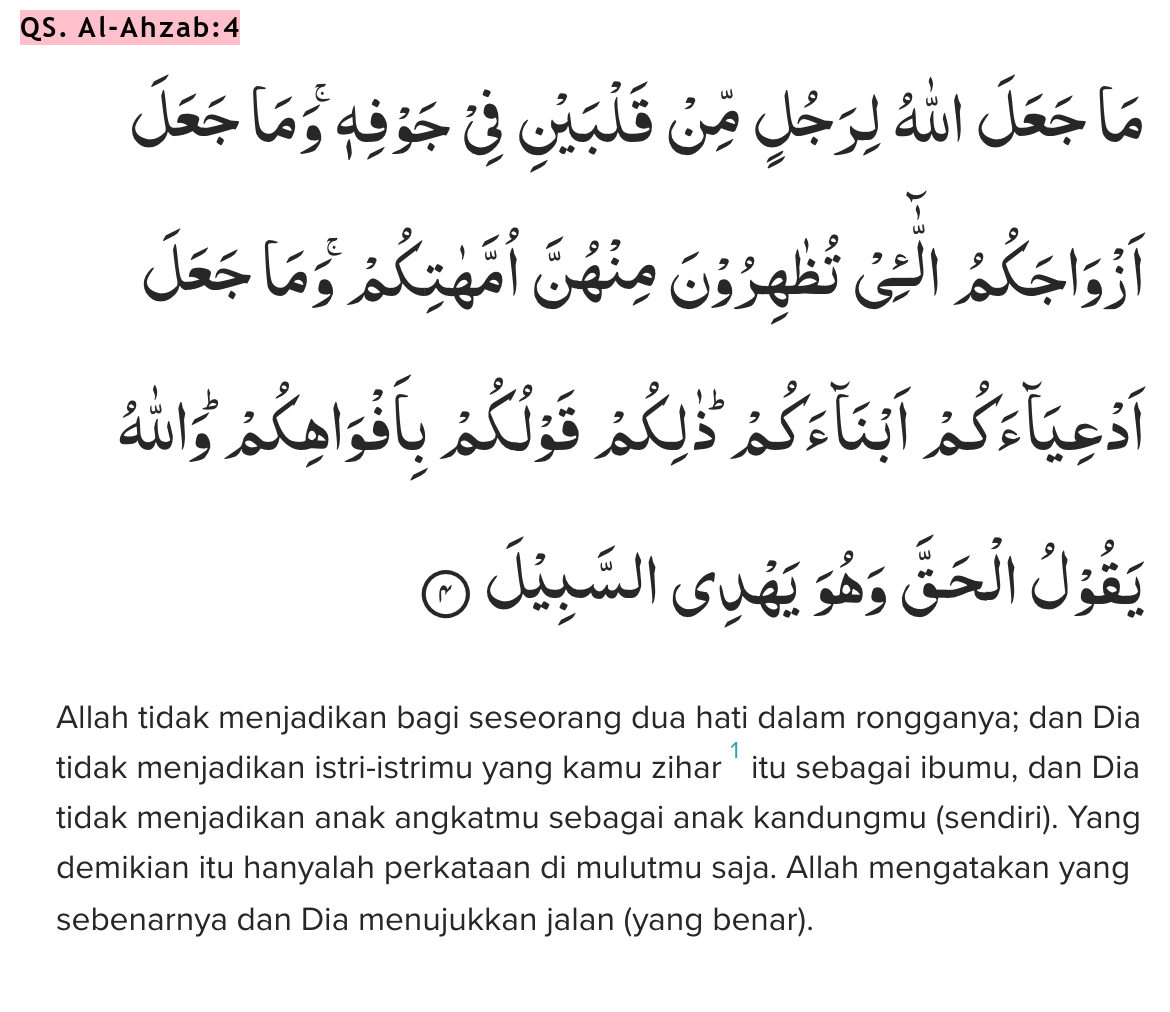 QS. Al-Ahzab:4
مَا جَعَلَ اللّٰهُ لِرَجُلٍ مِّنْ قَلْبَيْنِ فِيْ جَوْفِهٖ ۚوَمَا جَعَلَ
اَزْوَاجَكُمُ الّٰۤـِٔيْ تُظٰهِرُوْنَ مِنْهُنَّ اُمَّهٰتِكُمْ ۚوَمَا جَعَلَ
اَدْعِيَاۤءَكُمْ اَبْنَاۤءَكُمْ ۗذٰلِكُمْ قَوْلُكُمْ بِاَفْوَاهِكُمْ ۗوَاللّٰهُ
يَقُوْلُ الْحَقَّ وَهُوَ يَهْدِى السَّبِيْلَ ٤
Allah tidak menjadikan bagi seseorang dua hati dalam rongganya; dan Dia
tidak menjadikan istri-istrimu yang kamu zihar 1 itu sebagai ibumu, dan Dia
tidak menjadikan anak angkatmu sebagai anak kandungmu (sendiri). Yang
demikian itu hanyalah perkataan di mulutmu saja. Allah mengatakan yang
sebenarnya dan Dia menujukkan jalan (yang benar).